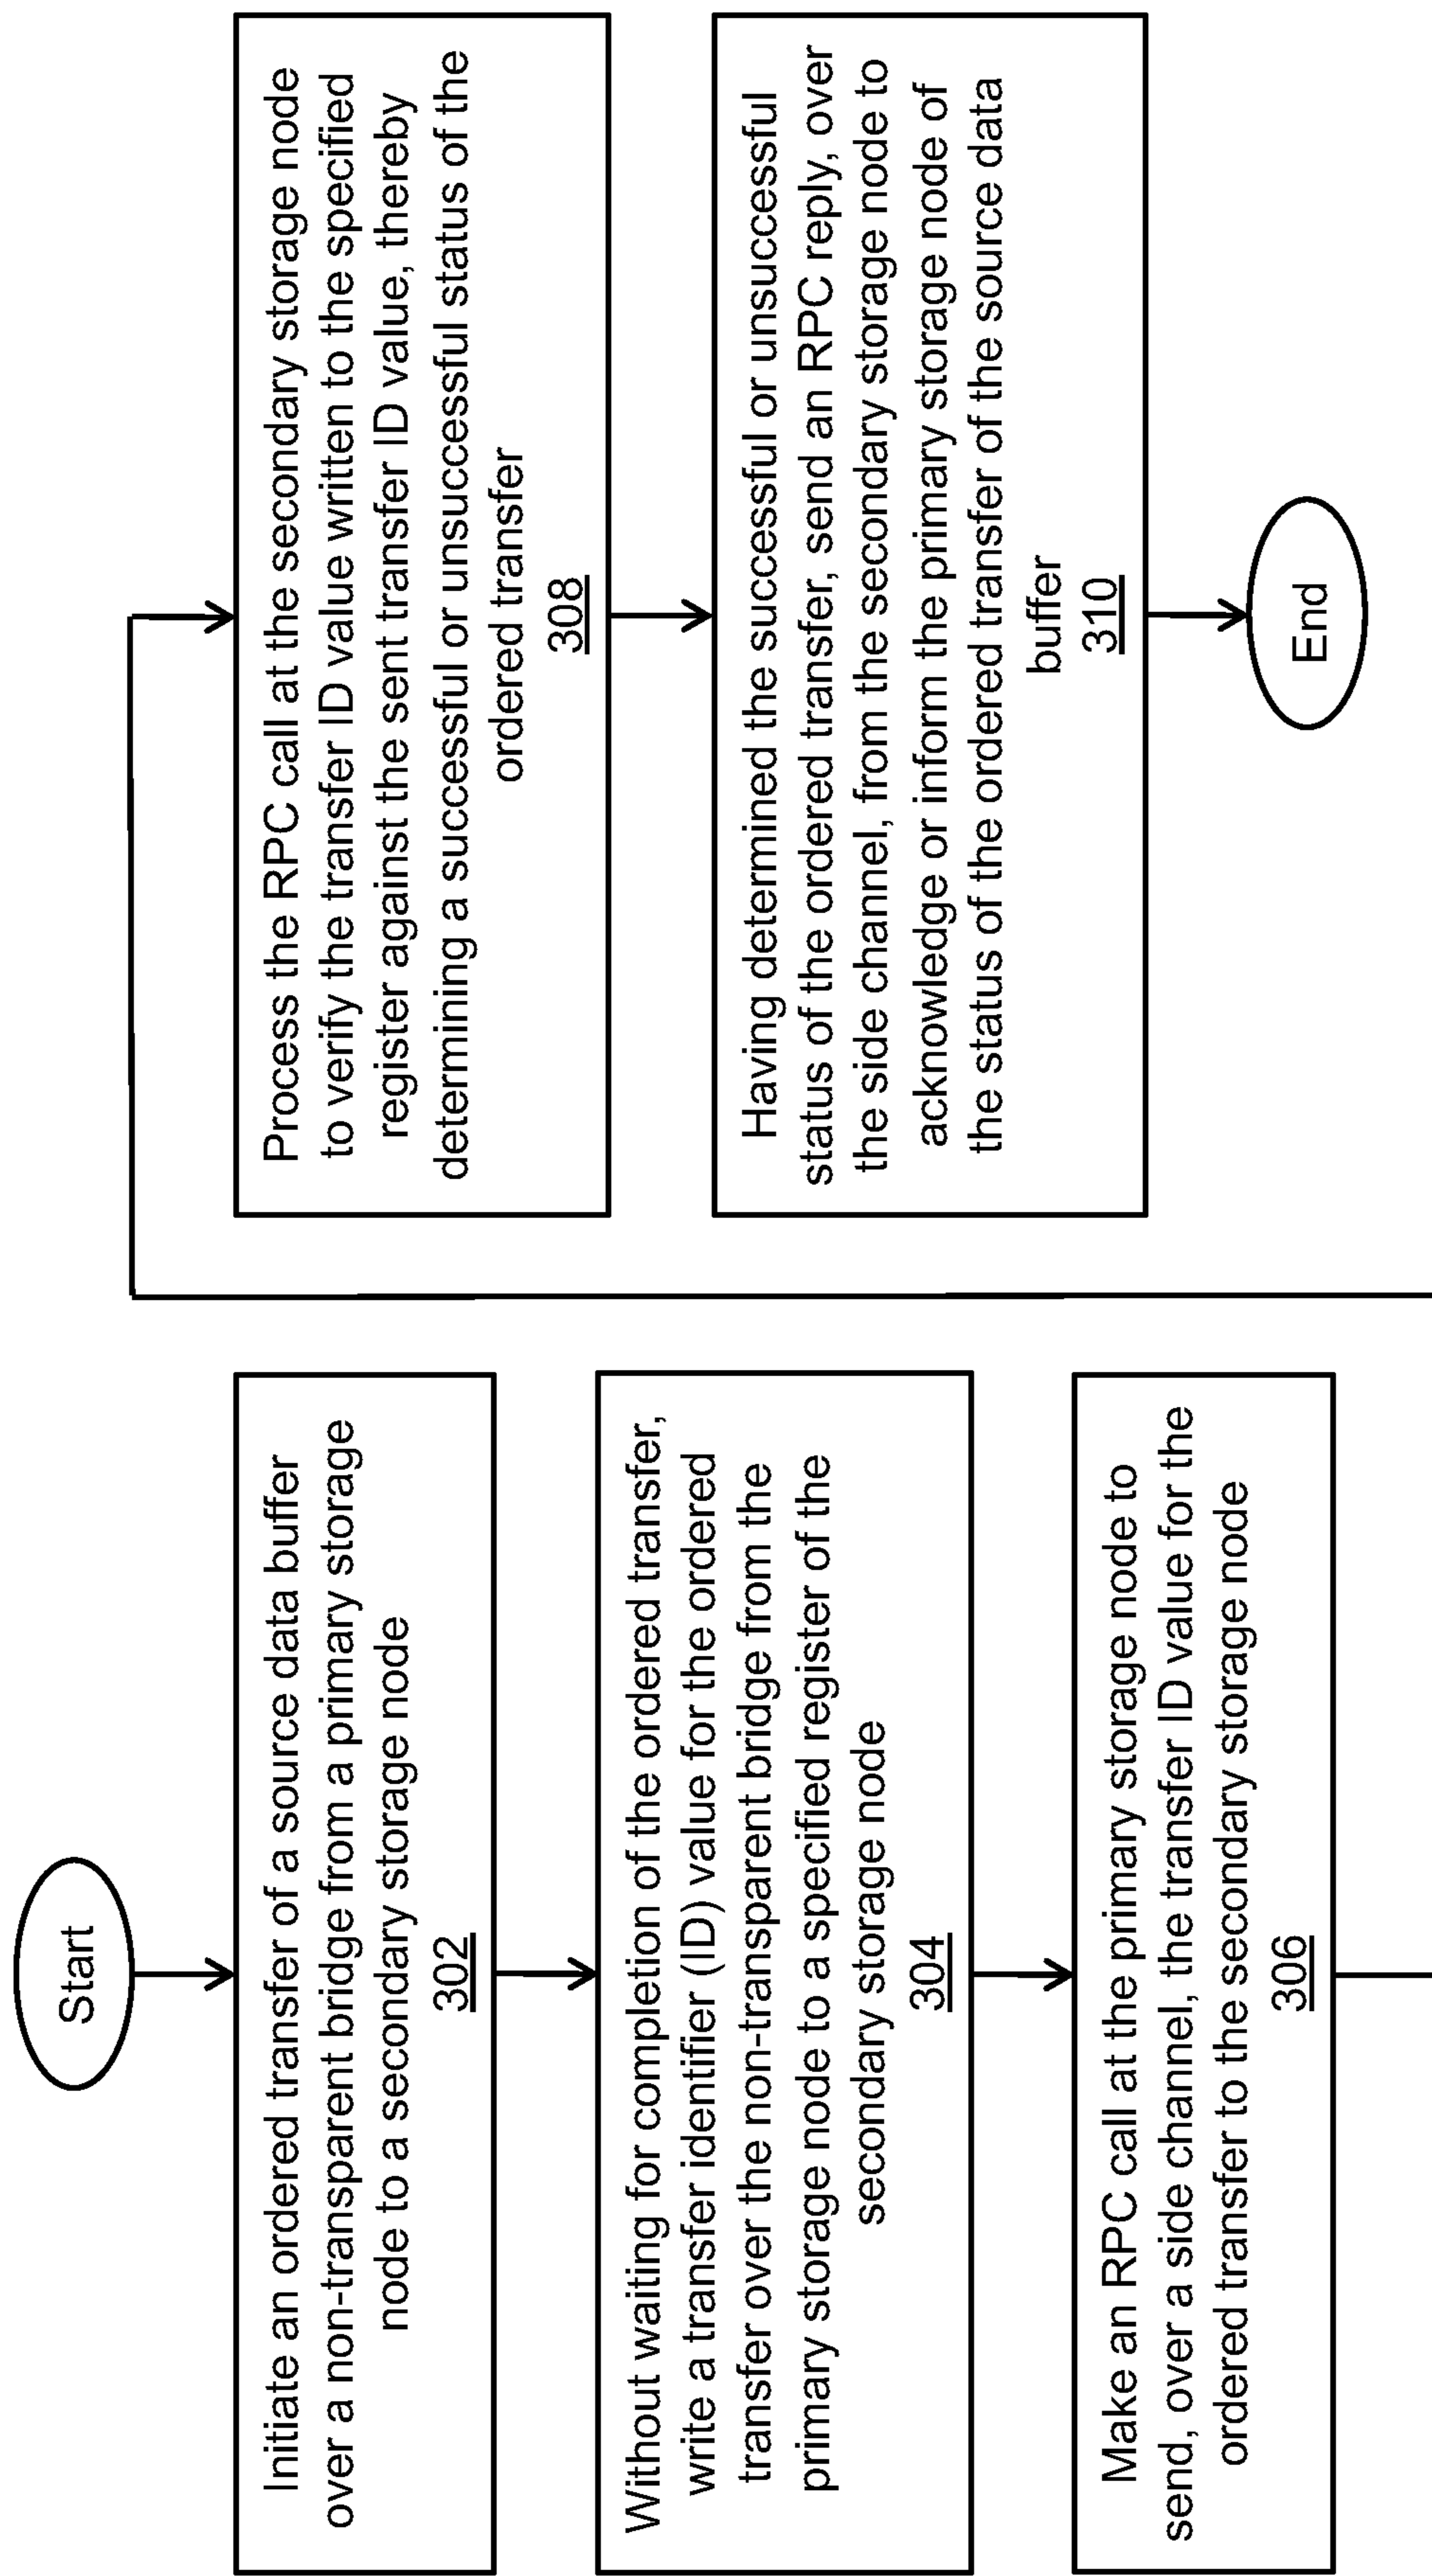 Start
Initiate an ordered transfer of a source data buffer
over a non-transparent bridge from a primary storage
node to a secondary storage node
302
Without waiting for completion of the ordered transfer,
write a transfer identifier (ID) value for the ordered
transfer over the non-transparent bridge from the
primary storage node to a specified register of the
secondary storage node
304
Make an RPC call at the primary storage node to
send, over a side channel, the transfer ID value for the
ordered transfer to the secondary storage node
306
Process the RPC call at the secondary storage node
to verify the transfer ID value written to the specified
register against the sent transfer ID value, thereby
determining a successful or unsuccessful status of the
ordered transfer
308
Having determined the successful or unsuccessful
status of the ordered transfer, send an RPC reply, over
the side channel, from the secondary storage node to
acknowledge or inform the primary storage node of
the status of the ordered transfer of the source data
buffer
310
End